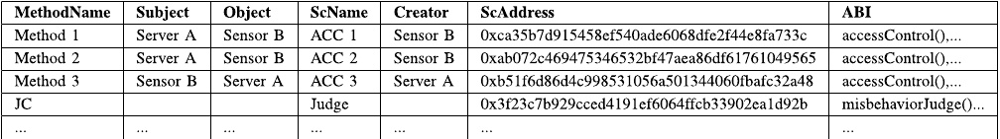 MethodName Subject Object ScName Creator ScAddress ABI
Method 1 Server A Sensor B ACC 1 Sensor B 0xca35b7d915458ef540ade6068dfe2f44e8fa733c accessControl(),...
Method 2 Server A Sensor B ACC 2 Sensor B 0xab072c469475346532bf47aea86df61761049565 accessControl(),...
Method 3 Sensor B Server A ACC 3 Server A 0xb51f6d86d4c998531056a501344060fbafc32a48 accessControl(),...
JC Judge 0x3f23c7b929cced4191ef6064ffcb33902ea1d92b misbehaviorJudge()...
... ... ... ... ... ... ...